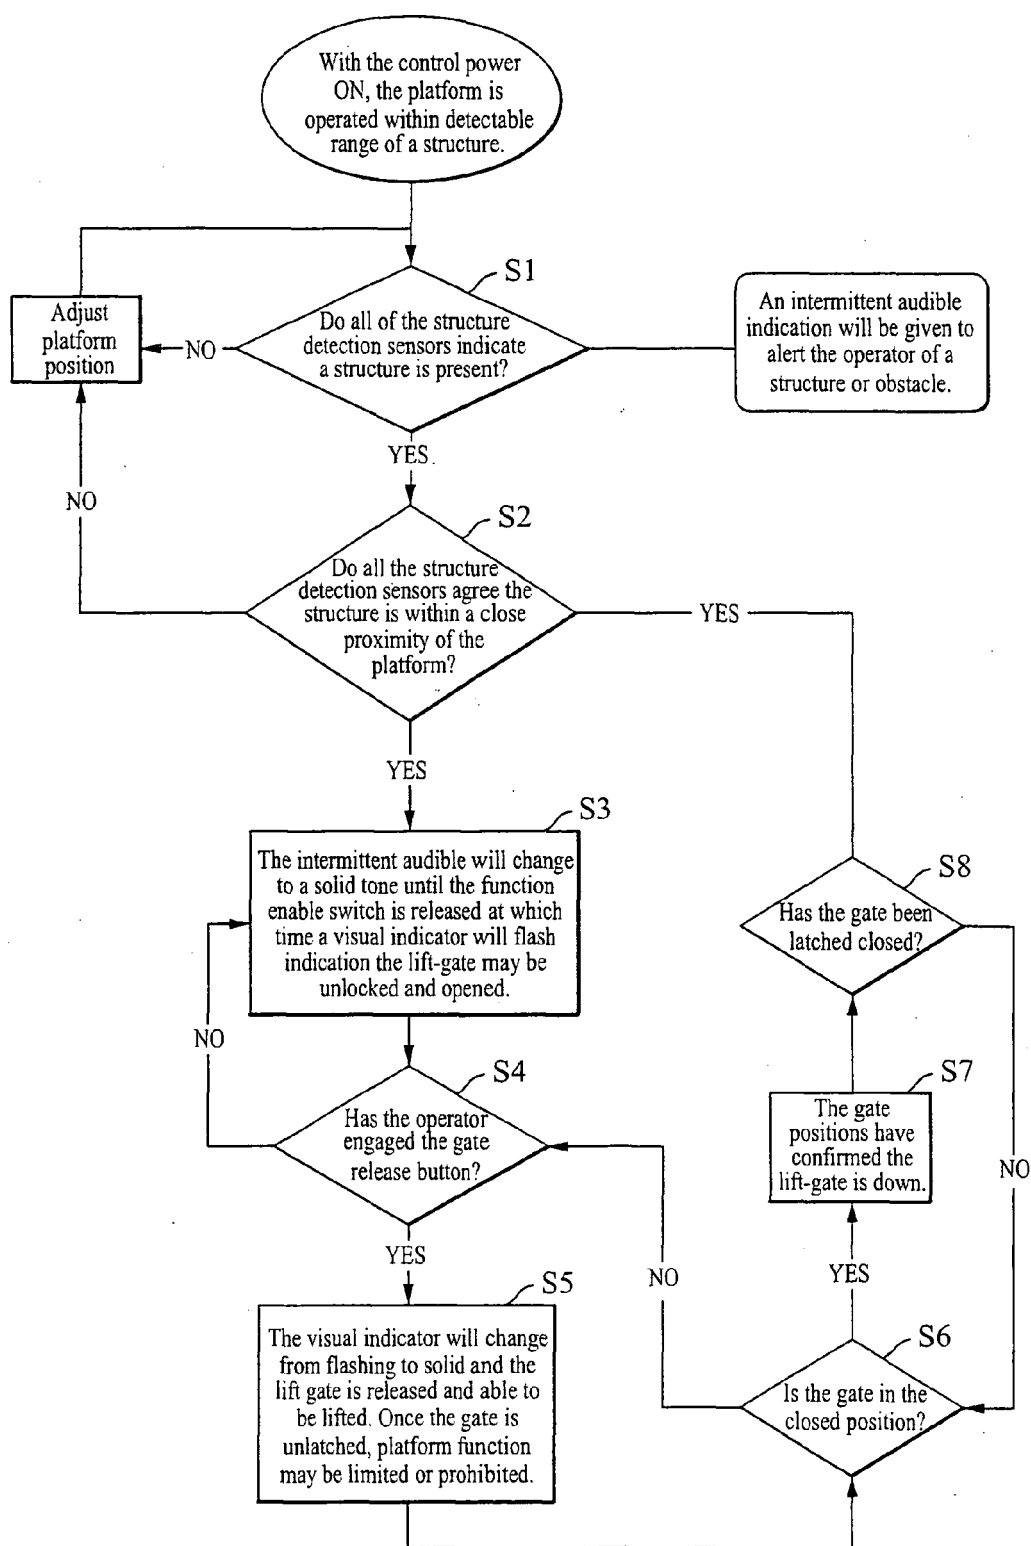 With the control power
ON, the platform is
operated within detectable
range of a structure.
S1
Adjust
platform
position
NO
Do all of the structure
detection sensors indicate
a structure is present?
An intermittent audible
indication will be given to
alert the operator of a
structure or obstacle.
YES
NO
S2
Do all the structure
detection sensors agree the
structure is within a close
proximity of the
platform?
YES
YES
S3
The intermittent audible will change
to a solid tone until the function
enable switch is released at which
time a visual indicator will flash
indication the lift-gate may be
unlocked and opened.
S8
Has the gate been
latched closed?
NO
S4
Has the operator
engaged the gate
release button?
S7
The gate
positions have
confirmed the
lift-gate is down.
NO
YES
NO
YES
S5
The visual indicator will change
from flashing to solid and the
lift gate is released and able to
be lifted. Once the gate is
unlatched, platform function
may be limited or prohibited.
S6
Is the gate in the
closed position?